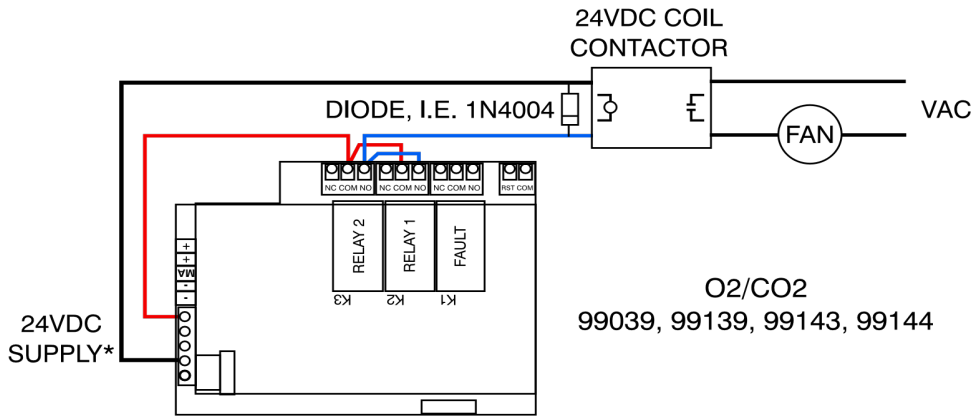 24VDC COIL
CONTACTOR
DIODE, I.E. 1N4004
VAC
FAN
NC COM NO NC COM NO NC COM NO RST COM
RELAY 2
RELAY 1
FAULT
K3
K2
K1
+
+
MA
-
-
O2/CO2
99039, 99139, 99143, 99144
24VDC
SUPPLY*